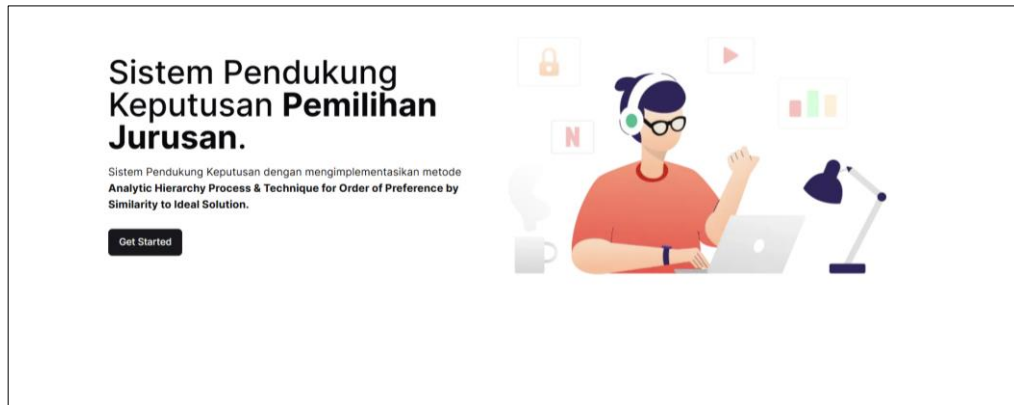 Sistem Pendukung
Keputusan Pemilihan
Jurusan.
Sistem Pendukung Keputusan dengan mengimplementasikan metode
Analytic Hierarchy Process & Technique for Order of Preference by
Similarity to Ideal Solution.
Get Started
N